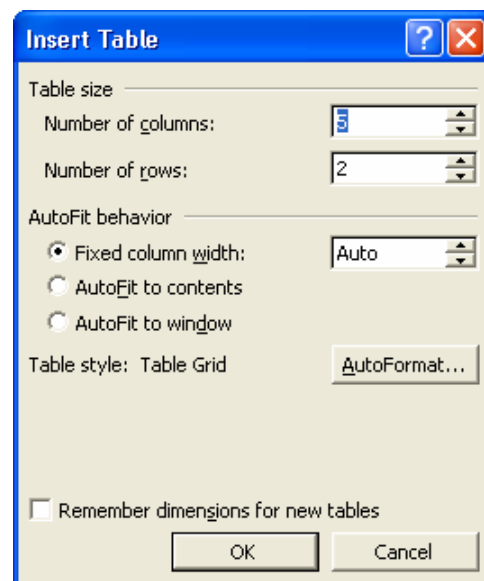 Insert Table
Table size
Number of columns: 5
Number of rows: 2
AutoFit behavior
Fixed column width: Auto
AutoFit to contents
AutoFit to window
Table style: Table Grid AutoFormat...
Remember dimensions for new tables
OK Cancel